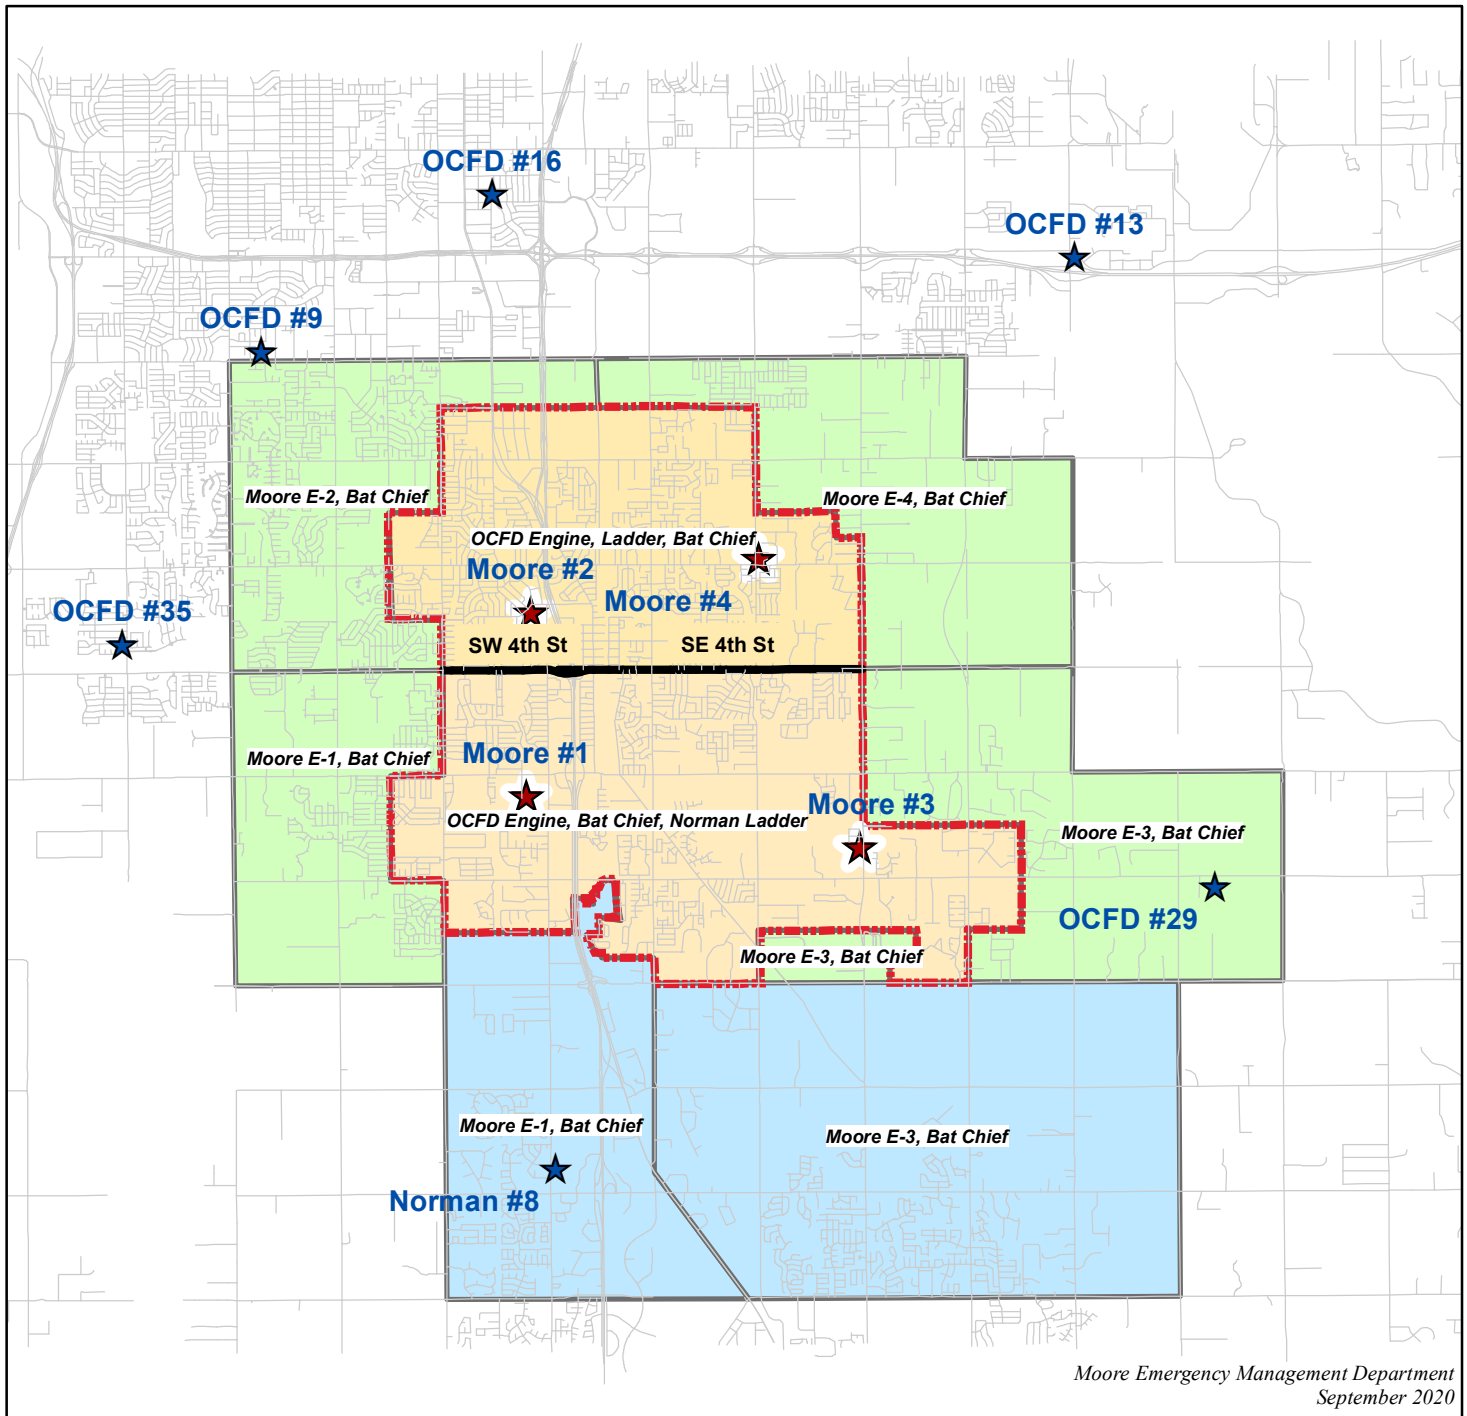 OCFD #16
OCFD #13
OCFD #9
Moore E-2, Bat Chief
Moore E-4, Bat Chief
OCFD Engine, Ladder, Bat Chief
Moore #2
Moore #4
OCFD #35
SW 4th St
SE 4th St
Moore E-1, Bat Chief
Moore #1
Moore #3
OCFD Engine, Bat Chief, Norman Ladder
Moore E-3, Bat Chief
OCFD #29
Moore E-3, Bat Chief
Moore E-1, Bat Chief
Moore E-3, Bat Chief
Norman #8
Moore Emergency Management Department
September 2020